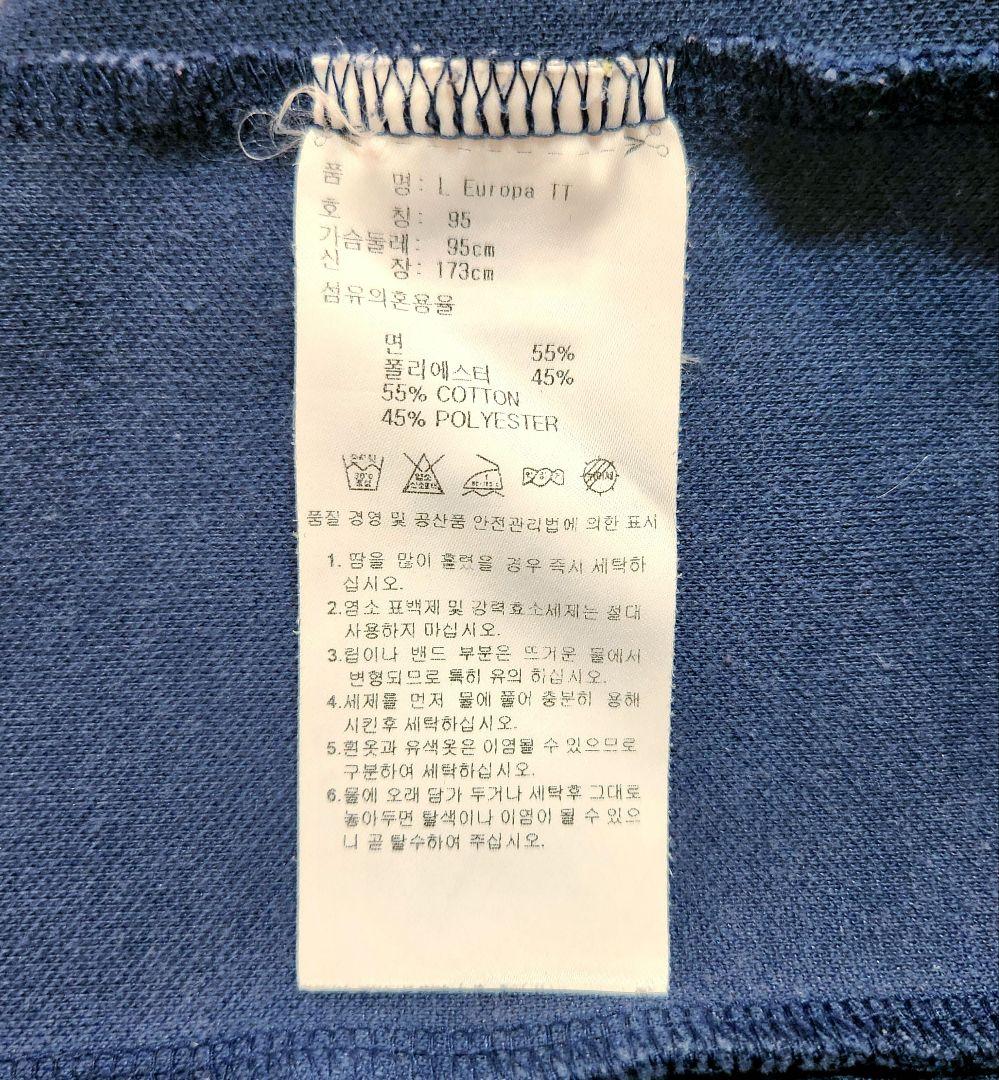 품 명: L Europa TT
호 칭: 95
가슴둘레: 95cm
신 장: 173cm
섬유의혼용율
면 55%
폴리에스터 45%
55% COTTON
45% POLYESTER
품질 경영 및 공산품 안전관리법에 의한 표시
1. 땀을 많이 흘렸을 경우 즉시 세탁하
십시오.
2.염소 표백제 및 강력효소세제는 절대
사용하지 마십시오.
3.립이나 밴드 부분은 뜨거운 물에서
변형되므로 특히 유의 하십시오.
4.세제를 먼저 물에 풀어 충분히 용해
시킨후 세탁하십시오.
5.흰옷과 유색옷은 이염될 수 있으므로
구분하여 세탁하십시오.
6.물에 오래 담가 두거나 세탁후 그대로
놓아두면 탈색이나 이염이 될 수 있으
니 곧 탈수하여 주십시오.